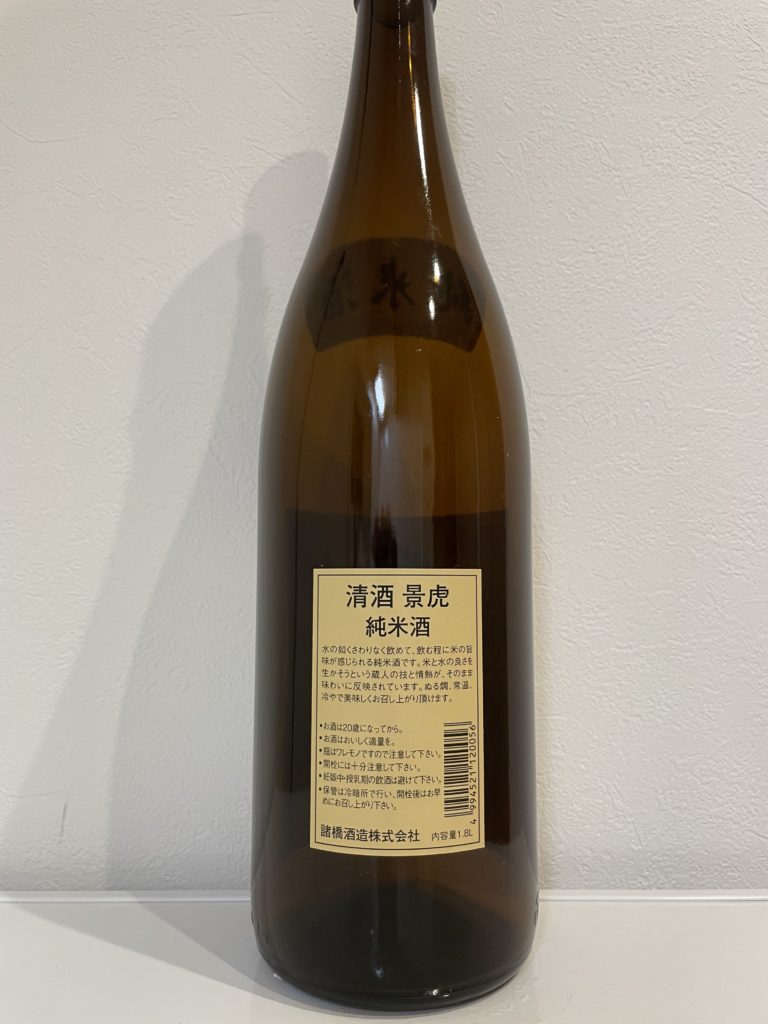 純米酒
清酒 景虎
純米酒
水の如くさわりなく飲めて、飲む程に米の旨
味が感じられる純米酒です。米と水の良さを
生かそうという蔵人の技と情熱が、そのまま
味わいに反映されています。ぬる燗、常温、
冷やで美味しくお召し上がり頂けます。
•お酒は20歳になってから。
•お酒はおいしく適量を。
•瓶はワレモノですので注意して下さい。
•開栓には十分注意して下さい。
•妊娠中・授乳期の飲酒は避けて下さい。
•保管は冷暗所で行い、開栓後はお早
めにお召し上がり下さい。
4 994521 120056
諸橋酒造株式会社 内容量1.8L